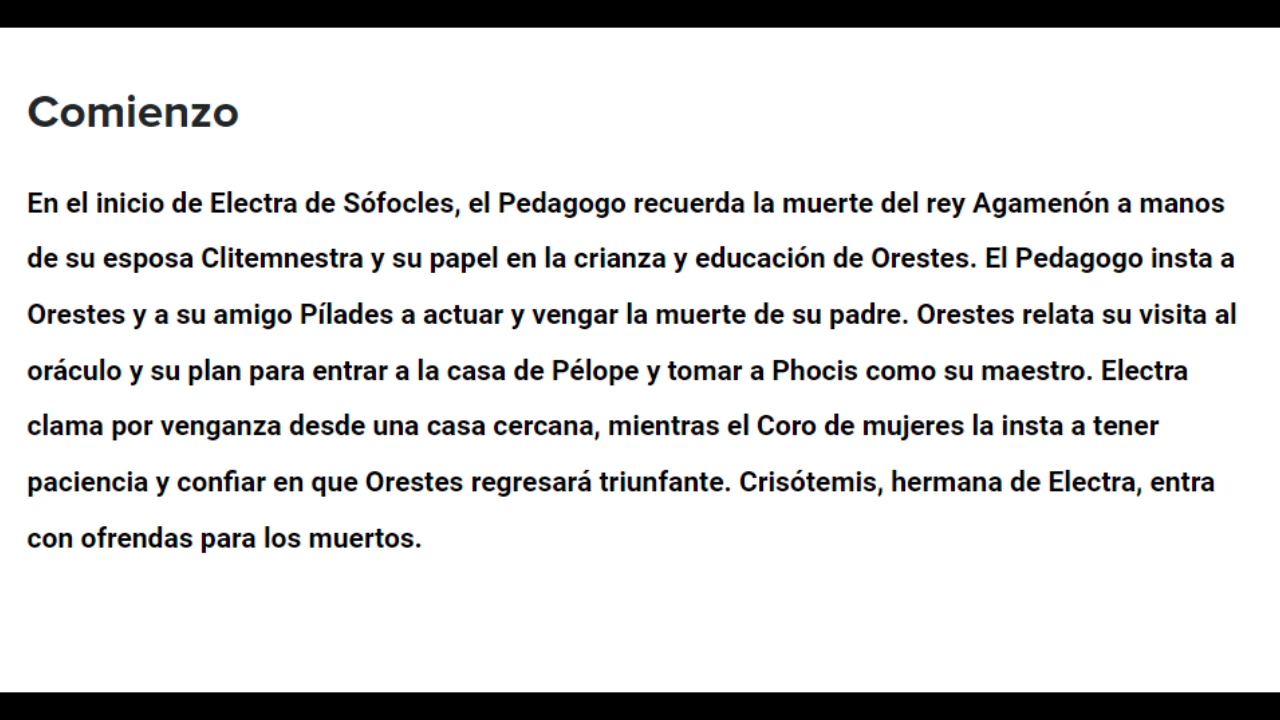 Comienzo
En el inicio de Electra de Sófocles, el Pedagogo recuerda la muerte del rey Agamenón a manos
de su esposa Clitemnestra y su papel en la crianza y educación de Orestes. El Pedagogo insta a
Orestes y a su amigo Pílades a actuar y vengar la muerte de su padre. Orestes relata su visita al
oráculo y su plan para entrar a la casa de Pélope y tomar a Phocis como su maestro. Electra
clama por venganza desde una casa cercana, mientras el Coro de mujeres la insta a tener
paciencia y confiar en que Orestes regresará triunfante. Crisótemis, hermana de Electra, entra
con ofrendas para los muertos.